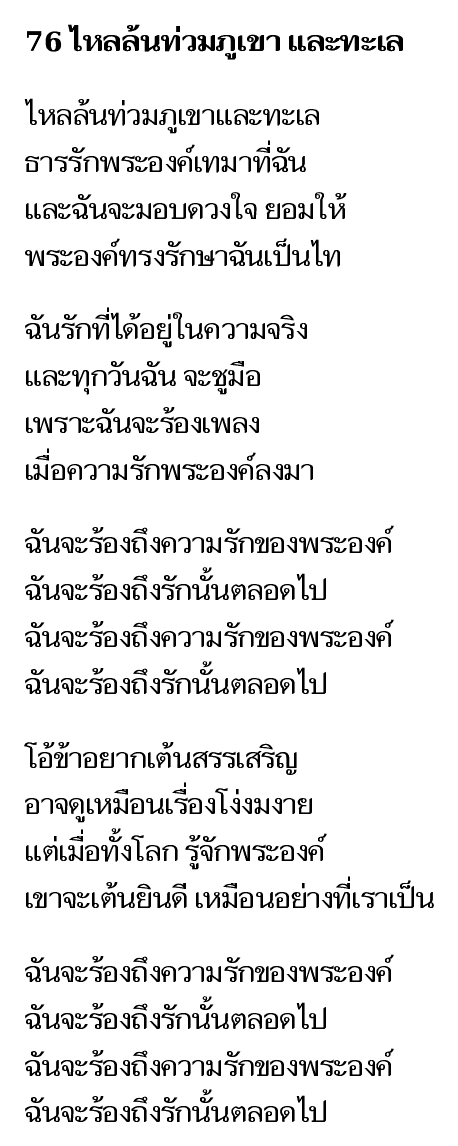 76 ไหลล้นท่วมภูเขา และทะเล
ไหลล้นท่วมภูเขาและทะเล
ธารรักพระองค์เทมาที่ฉัน
และฉันจะมอบดวงใจ ยอมให้
พระองค์ทรงรักษาฉันเป็นไท
ฉันรักที่ได้อยู่ในความจริง
และทุกวันฉัน จะชูมือ
เพราะฉันจะร้องเพลง
เมื่อความรักพระองค์ลงมา
ฉันจะร้องถึงความรักของพระองค์
ฉันจะร้องถึงรักนั้นตลอดไป
ฉันจะร้องถึงความรักของพระองค์
ฉันจะร้องถึงรักนั้นตลอดไป
โอ้ข้าอยากเต้นสรรเสริญ
อาจดูเหมือนเรื่องโง่งมงาย
แต่เมื่อทั้งโลก รู้จักพระองค์
เขาจะเต้นยินดี เหมือนอย่างที่เราเป็น
ฉันจะร้องถึงความรักของพระองค์
ฉันจะร้องถึงรักนั้นตลอดไป
ฉันจะร้องถึงความรักของพระองค์
ฉันจะร้องถึงรักนั้นตลอดไป